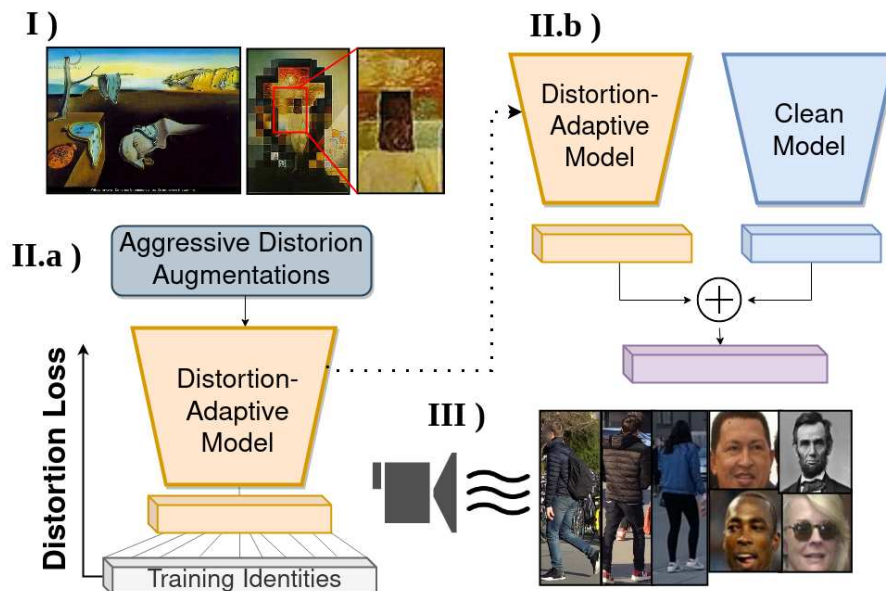 I )
II.b )
Distortion-
Adaptive
Model
Clean
Model
II.a )
Aggressive Distorion
Augmentations
Distortion Loss
Distortion-
Adaptive
Model
Training Identities
III )